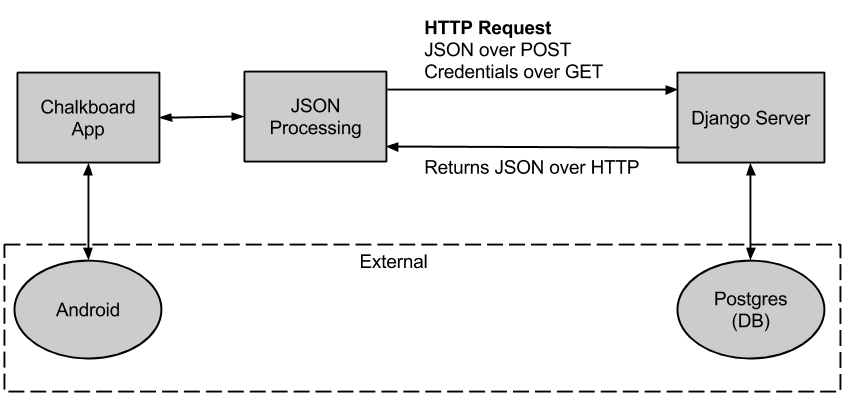 HTTP Request
JSON over POST
Credentials over GET
Chalkboard
App
JSON
Processing
Django Server
Returns JSON over HTTP
External
Android
Postgres
(DB)